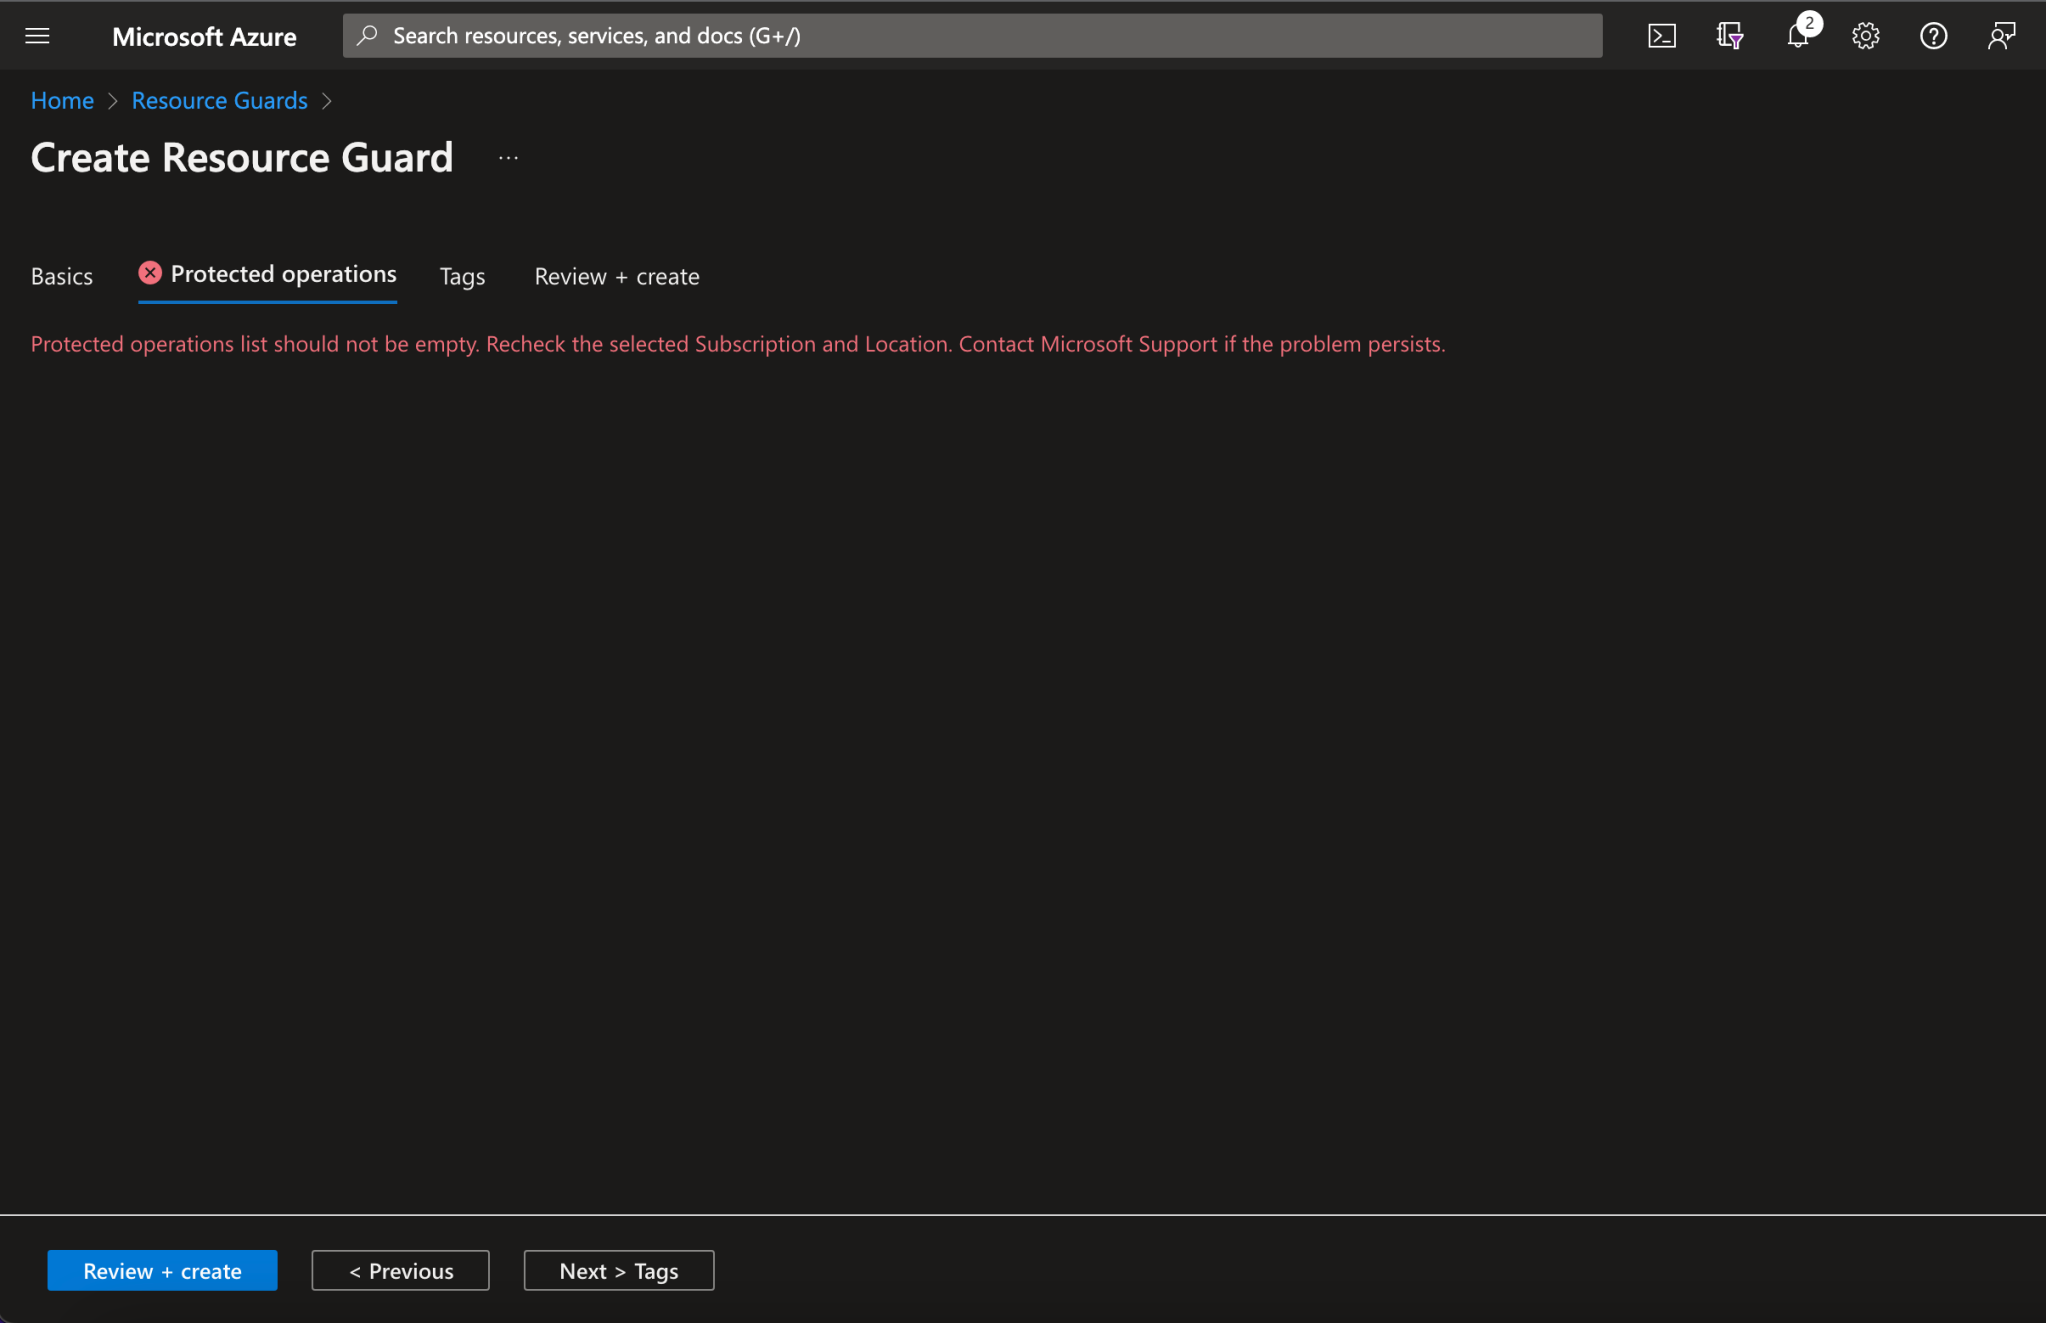 Microsoft Azure
Search resources, services, and docs (G+/)
2
Home > Resource Guards >
Create Resource Guard ...
Basics Protected operations Tags Review + create
Protected operations list should not be empty. Recheck the selected Subscription and Location. Contact Microsoft Support if the problem persists.
Review + create < Previous Next > Tags